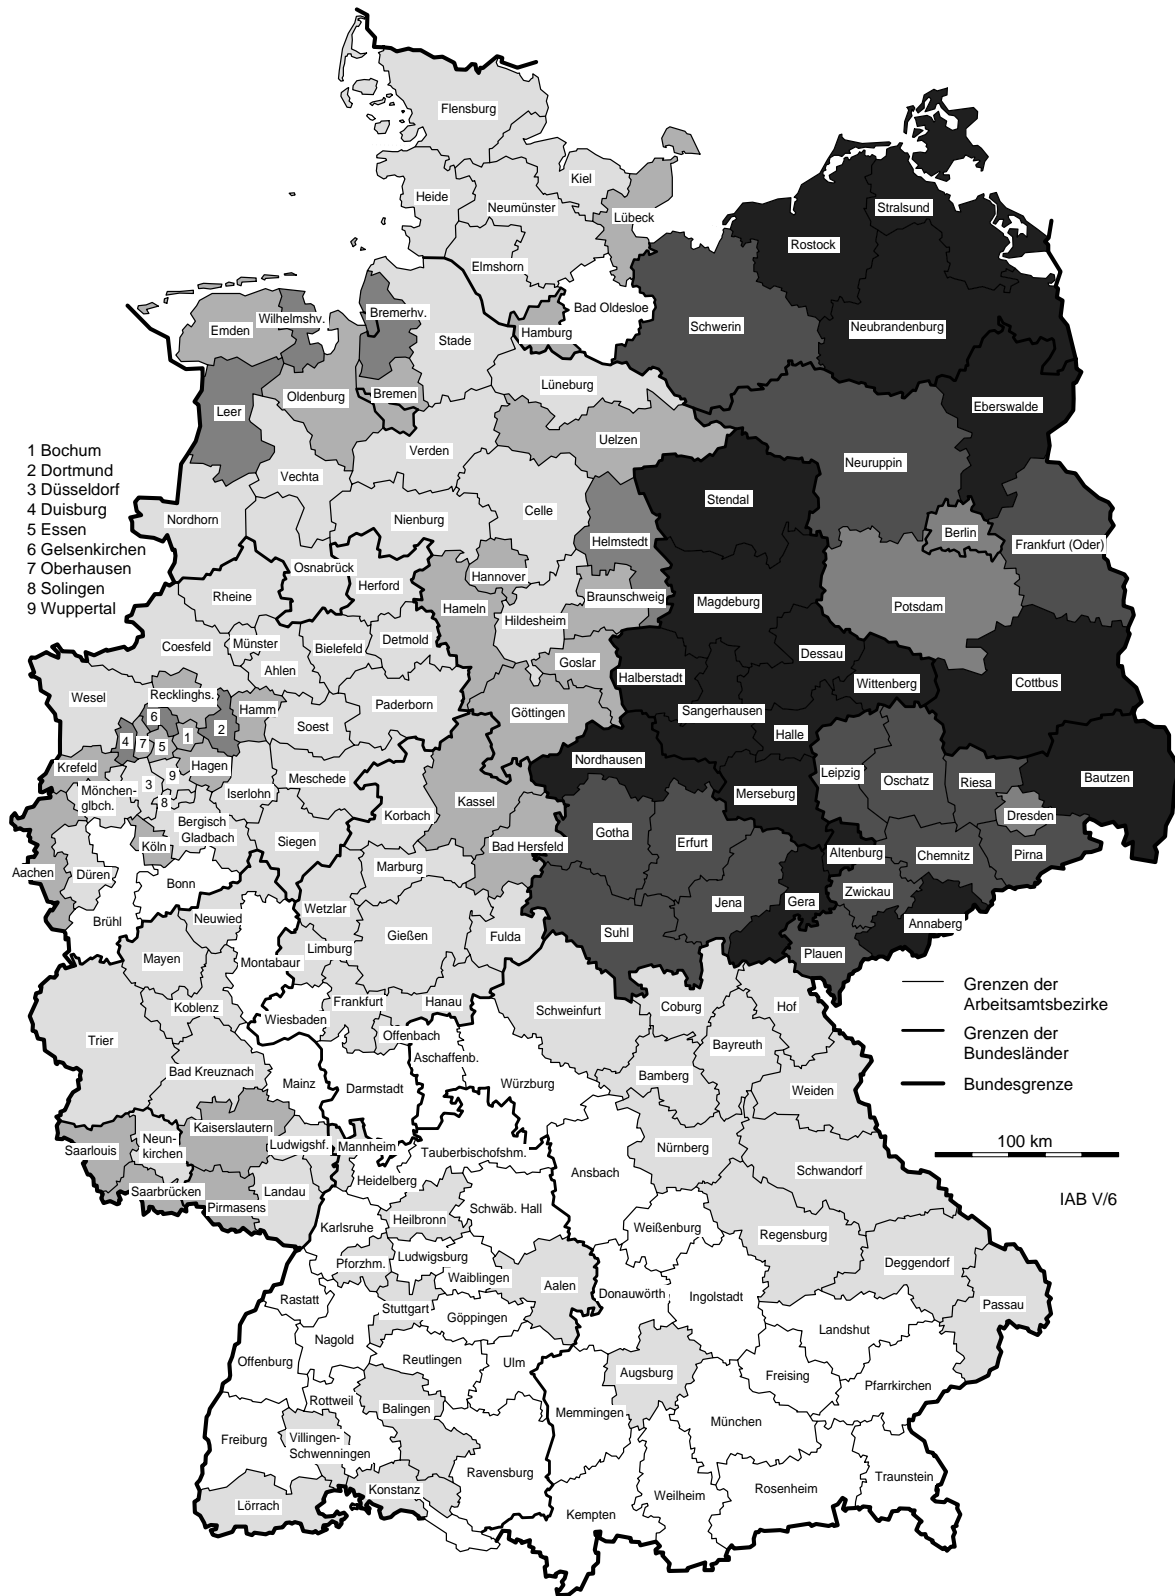 Flensburg
Kiel
Heide
Neumünster
Lübeck
Stralsund
Rostock
Elmshorn
Bad Oldesloe
Wilhelmshv.
Bremerhv.
Emden
Hamburg
Schwerin
Neubrandenburg
Stade
Lüneburg
Oldenburg
Bremen
Leer
Eberswalde
Uelzen
Verden
Neuruppin
Vechta
Stendal
Nordhorn
Nienburg
Celle
Helmstedt
Berlin
Frankfurt (Oder)
1 Bochum
2 Dortmund
3 Düsseldorf
4 Duisburg
5 Essen
6 Gelsenkirchen
7 Oberhausen
8 Solingen
9 Wuppertal
Osnabrück
Hannover
Herford
Rheine
Braunschweig
Magdeburg
Potsdam
Hameln
Hildesheim
Coesfeld
Münster
Bielefeld
Detmold
Ahlen
Dessau
Goslar
Halberstadt
Wittenberg
Cottbus
Wesel
Recklinghs.
Paderborn
Hamm
Göttingen
Sangerhausen
6
Soest
2
4
7
5
1
Halle
Nordhausen
Krefeld
Hagen
9
3
Meschede
Leipzig
Oschatz
Riesa
Bautzen
Mönchen-
glbch.
8
Iserlohn
Kassel
Merseburg
Korbach
Dresden
Bergisch
Gladbach
Siegen
Gotha
Erfurt
Köln
Bad Hersfeld
Altenburg
Chemnitz
Pirna
Aachen
Düren
Marburg
Bonn
Zwickau
Jena
Gera
Brühl
Neuwied
Wetzlar
Annaberg
Suhl
Gießen
Fulda
Limburg
Plauen
Mayen
Montabaur
Grenzen der
Arbeitsamtsbezirke
Koblenz
Frankfurt
Hanau
Schweinfurt
Coburg
Hof
Wiesbaden
Grenzen der
Bundesländer
Trier
Offenbach
Bayreuth
Aschaffenb.
Bad Kreuznach
Bamberg
Mainz
Darmstadt
Würzburg
Weiden
Bundesgrenze
Kaiserslautern
Neun-
kirchen
Saarlouis
Ludwigshf.
Mannheim
Tauberbischofshm.
Nürnberg
100 km
Ansbach
Schwandorf
Heidelberg
Saarbrücken
Landau
Pirmasens
IAB V/6
Schwäb. Hall
Heilbronn
Karlsruhe
Weißenburg
Regensburg
Pforzhm.
Ludwigsburg
Deggendorf
Waiblingen
Aalen
Donauwörth
Ingolstadt
Rastatt
Passau
Stuttgart
Göppingen
Landshut
Nagold
Offenburg
Reutlingen
Ulm
Augsburg
Freising
Pfarrkirchen
Rottweil
Balingen
Memmingen
München
Freiburg
Villingen-
Schwenningen
Ravensburg
Traunstein
Konstanz
Rosenheim
Weilheim
Lörrach
Kempten